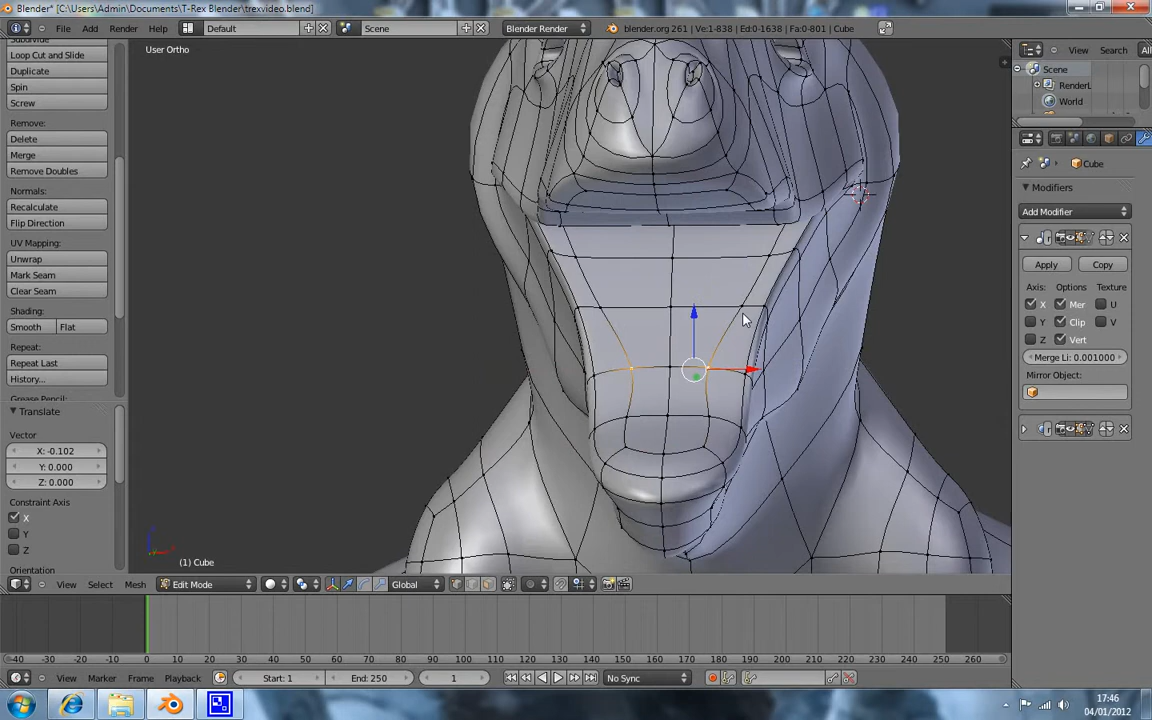 Blender* [C:\Users\Admin\Documents\T-Rex Blender\trexvideo.blend]
File Add Render Help Default Scene Blender Render blender.org 261 | Ve:1-838 | Ed:0-1638 | Fa:0-801 | Cube
User Ortho
Subdivide
Loop Cut and Slide
Duplicate
Spin
Screw
Remove:
Delete
Merge
Remove Doubles
Normals:
Recalculate
Flip Direction
UV Mapping:
Unwrap
Mark Seam
Clear Seam
Shading:
Smooth Flat
Repeat:
Repeat Last
History...
Grease Pencil:
Translate
Vector
X: -0.102
Y: 0.000
Z: 0.000
Constraint Axis
X
Y
Z
Orientation
(1) Cube
View Select Mesh Edit Mode Global
View Search All
Scene
RenderL
World
Cube
Modifiers
Add Modifier
Apply Copy
Axis: Options Texture
X Mer U
Y Clip V
Z Vert
Merge Li: 0.001000
Mirror Object:
-40 -30 -20 -10 0 10 20 30 40 50 60 70 80 90 100 110 120 130 140 150 160 170 180 190 200 210 220 230 240 250 260
View Marker Frame Playback Start: 1 End: 250 1 No Sync
17:46
04/01/2012